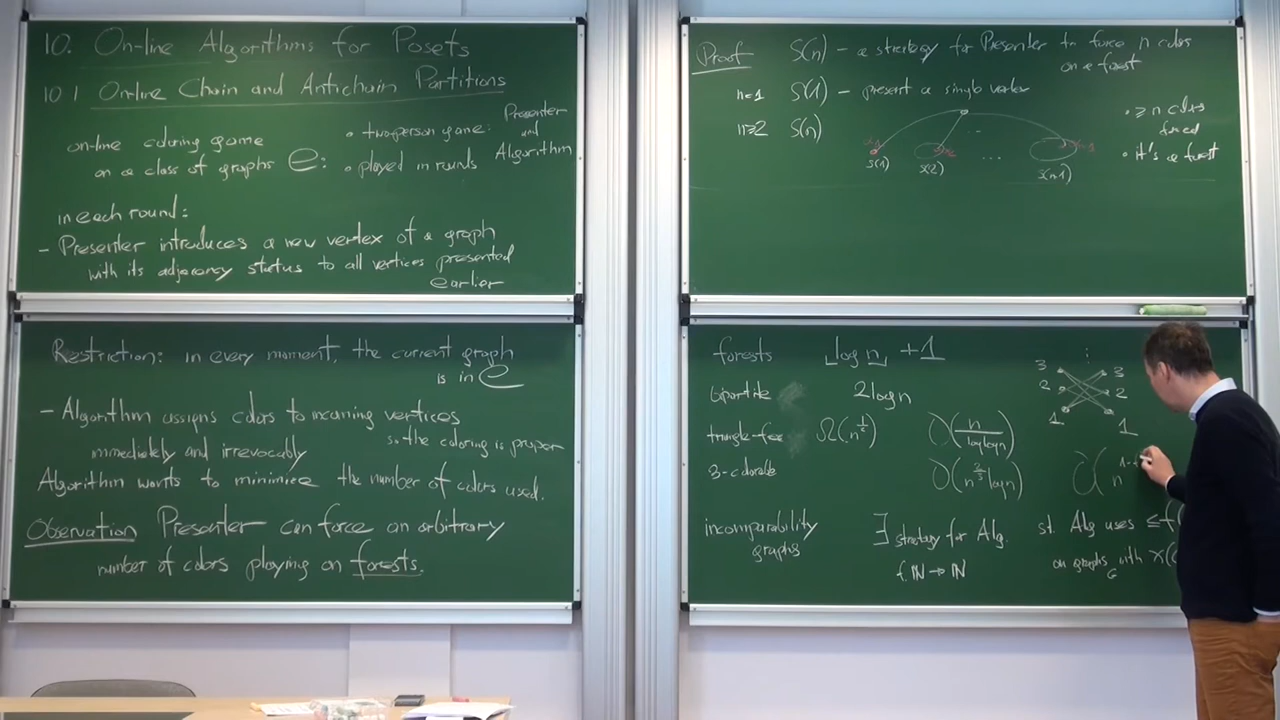 10. On-line Algorithms for Posets
10.1 On-line Chain and Antichain Partitions
on-line coloring game
on a class of graphs C:
• two-person game: Presenter and Algorithm
• played in rounds
in each round:
- Presenter introduces a new vertex of a graph
with its adjacency status to all vertices presented
earlier
Restriction: in every moment, the current graph
is in C
- Algorithm assigns colors to incoming vertices
immediately and irrevocably
so the coloring is proper
Algorithm wants to minimize the number of colors used.
Observation Presenter can force an arbitrary
number of colors playing on forests.
Proof S(n) - a strategy for Presenter to force n colors
on a forest
n=1 S(1) - present a single vertex
n≥2 S(n)
S(1) S(2) ... S(n-1)
• ≥ n colors
forced
• it's a forest
forests ⌊log n⌋ + 1
bipartite 2 log n
triangle-free Ω(n^{1/2}) O(n/loglog n)
3-colorable O(n^{2/3} log n) O(n
3 3
2 2
1 1
incomparability
graphs
∃ strategy for Alg. st. Alg uses ≤ f(
f: ℕ → ℕ on graphs G with χ(